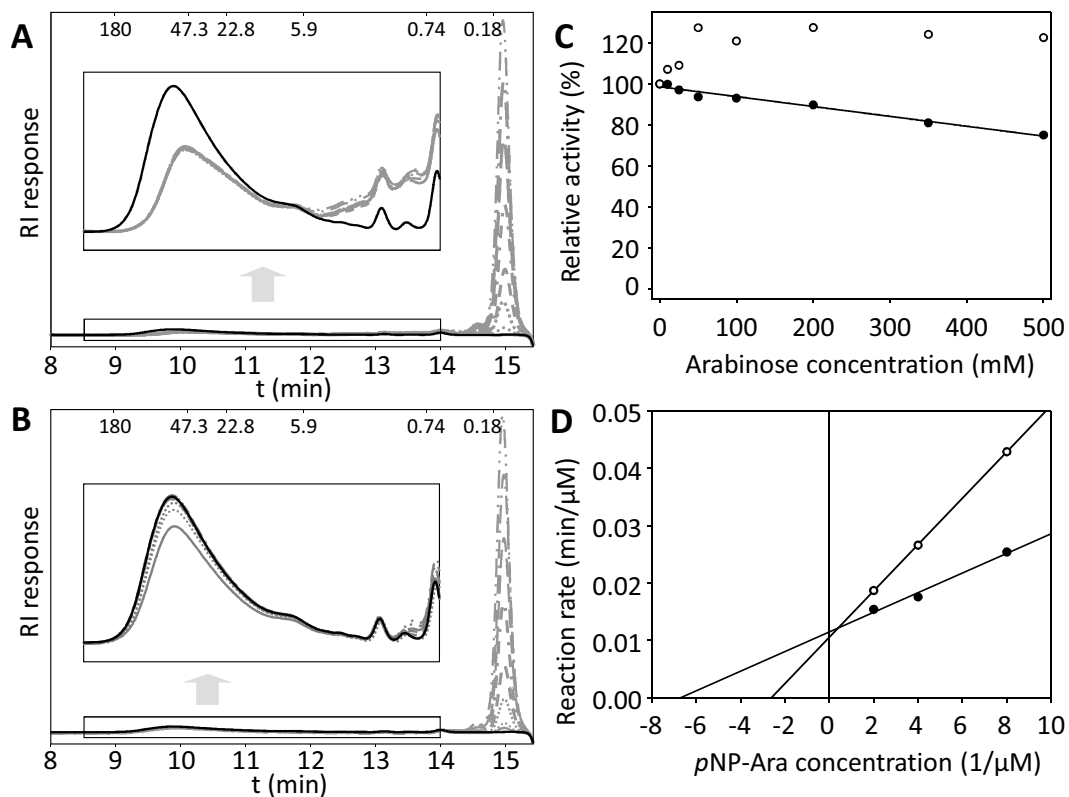 A
180 47.3 22.8 5.9 0.74 0.18
RI response
8 9 10 11 12 13 14 15
t (min)
B
180 47.3 22.8 5.9 0.74 0.18
RI response
8 9 10 11 12 13 14 15
t (min)
C
Relative activity (%)
120
100
80
60
40
20
0
0 100 200 300 400 500
Arabinose concentration (mM)
D
Reaction rate (min/µM)
0.05
0.04
0.03
0.02
0.01
0.00
-8 -6 -4 -2 0 2 4 6 8 10
pNP-Ara concentration (1/µM)